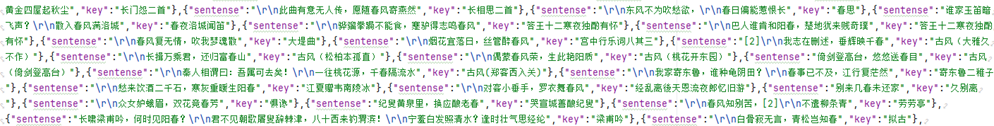 黄金四屋起秋尘","key":"长门怨二首"},{"sentense":"\r\n此曲有意无人传，愿随春风寄燕然","key":"长相思二首"},{"sentense":"\r\n东风不为吹愁欲，\r\n春日偏能惹恨长","key":"春思"},{"sentense":"\r\n谁家玉笛暗
飞声？\r\n散入春风满洛城","key":"春夜洛城闻笛"},{"sentense":"\r\n骅骝拳跼不能食，蹇驴得志鸣春风","key":"答王十二寒夜独酌有怀"},{"sentense":"\r\n巴人谁肯和阳春，楚地犹来贱奇璞","key":"答王十二寒夜独酌
有怀"},{"sentense":"\r\n春风复无情，吹我梦魂散","key":"大堤曲"},{"sentense":"\r\n烟花宜落日，丝管醉春风","key":"宫中行乐词八其三"},{"sentense":"[2]\r\n我志在删述，垂辉映千春","key":"古风（大雅久
不作）"},{"sentense":"\r\n长揖万乘君，还归富春山","key":"古风（松柏本孤直）"},{"sentense":"\r\n偶蒙春风荣，生此艳阳质","key":"古风（桃花开东园）"},{"sentense":"\r\n倚剑登高台，悠悠送春目","key":"古风
（倚剑登高台）"},{"sentense":"\r\n秦人相谓曰：吾属可去矣！\r\n一往桃花源，千春隔流水","key":"古风（郑容西入关）"},{"sentense":"\r\n我家寄东鲁，谁种龟阴田？\r\n春事已不及，江行复茫然","key":"寄东鲁二稚子
"},{"sentense":"\r\n愁来饮酒二千石，寒灰重暖生阳春","key":"江夏赠韦南陵冰"},{"sentense":"\r\n对客小垂手，罗衣舞春风","key":"经乱离後天恩流夜郎忆旧游"},{"sentense":"\r\n别来几春未还家","key":"久别离
"},{"sentense":"\r\n众女妒蛾眉，双花竟春芳","key":"惧谗"},{"sentense":"\r\n纪叟黄泉里，换应酿老春","key":"哭宣城善酿纪叟"},{"sentense":"\r\n春风知别苦，[2]\r\n不遣柳条青","key":"劳劳亭"},
{"sentense":"\r\n长啸梁甫吟，何时见阳春？\r\n君不见朝歌屠叟辞棘津，八十西来钓渭滨！\r\n宁羞白发照清水？逢时壮气思经纶","key":"梁甫吟"},{"sentense":"\r\n白骨寂无言，青松岂知春","key":"拟古"},